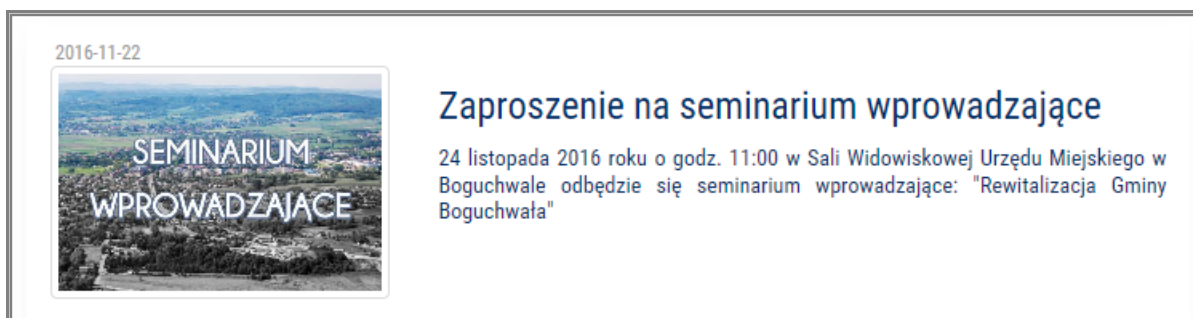 2016-11-22
SEMINARIUM
WPROWADZAJĄCE
Zaproszenie na seminarium wprowadzające
24 listopada 2016 roku o godz. 11:00 w Sali Widowiskowej Urzędu Miejskiego w
Boguchwale odbędzie się seminarium wprowadzające: "Rewitalizacja Gminy
Boguchwała"